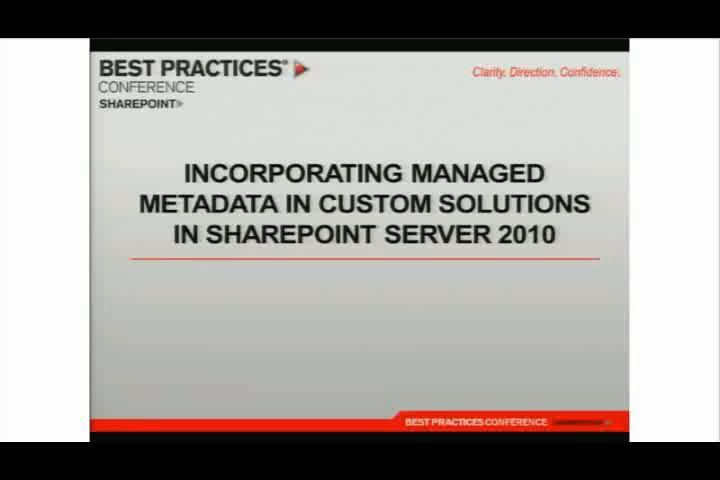 BEST PRACTICES®
CONFERENCE
SHAREPOINT
Clarity. Direction. Confidence.
INCORPORATING MANAGED
METADATA IN CUSTOM SOLUTIONS
IN SHAREPOINT SERVER 2010
BEST PRACTICES CONFERENCE